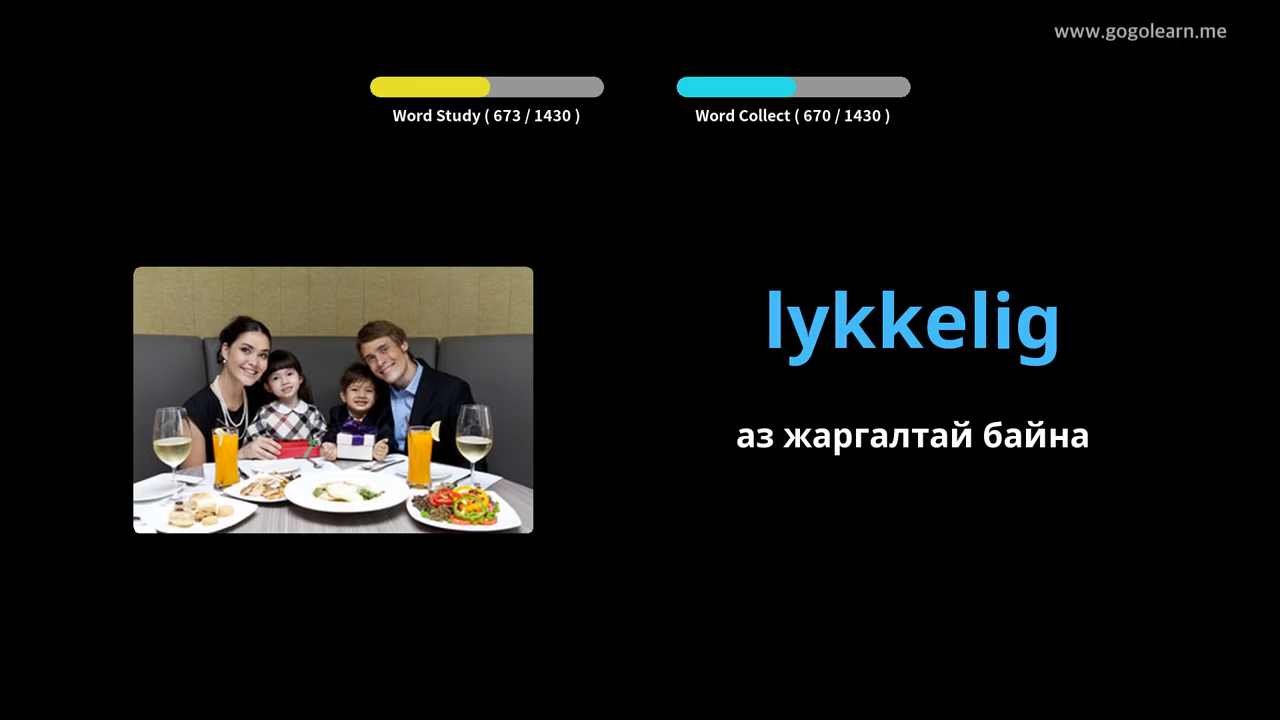 www.gogolearn.me
Word Study ( 673 / 1430 )
Word Collect ( 670 / 1430 )
lykkelig
аз жаргалтай байна